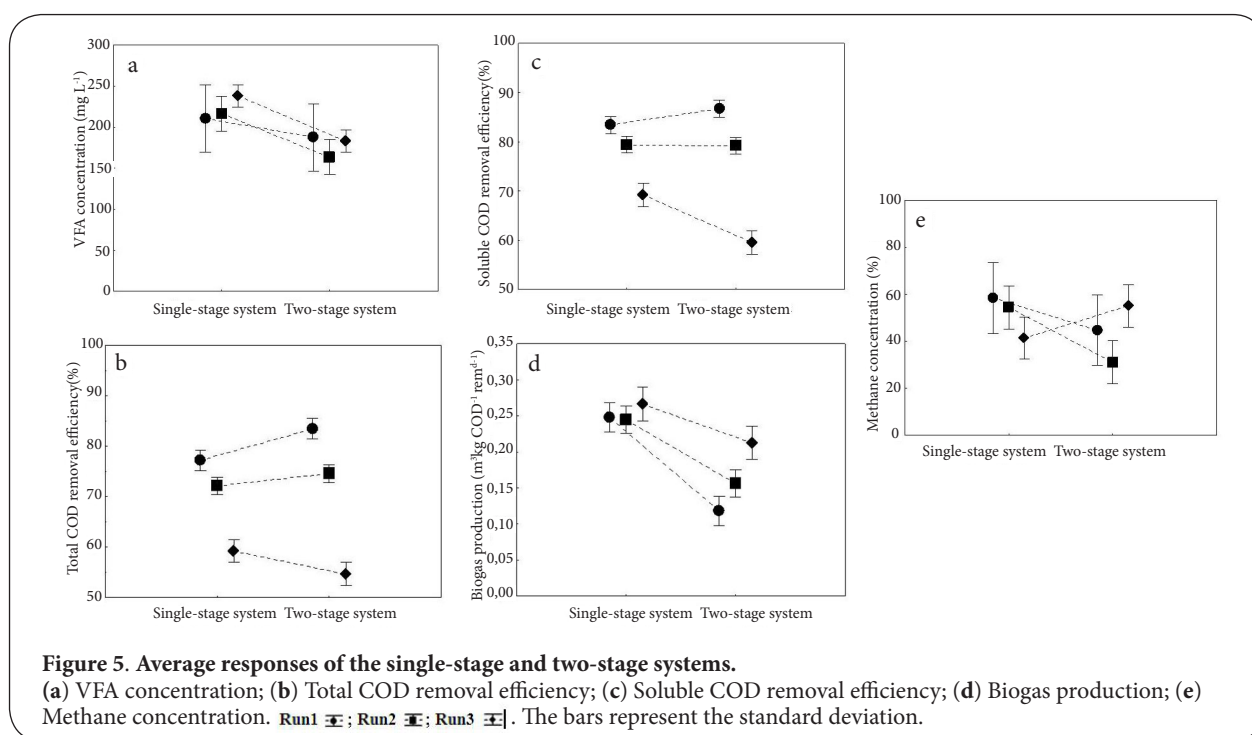 a
VFA concentration (mg L-1)
300
250
200
150
100
50
0
Single-stage system Two-stage system
c
Soluble COD removal efficiency(%)
100
90
80
70
60
50
Single-stage system Two-stage system
b
Total COD removal efficiency(%)
100
90
80
70
60
50
Single-stage system Two-stage system
d
Biogas production (m³kg COD-1 remd-1)
0,35
0,30
0,25
0,20
0,15
0,10
0,05
0,00
Single-stage system Two-stage system
e
Methane concentration (%)
100
80
60
40
20
0
Single-stage system Two-stage system
Figure 5. Average responses of the single-stage and two-stage systems.
(a) VFA concentration; (b) Total COD removal efficiency; (c) Soluble COD removal efficiency; (d) Biogas production; (e)
Methane concentration. Run1 ; Run2 ; Run3 . The bars represent the standard deviation.